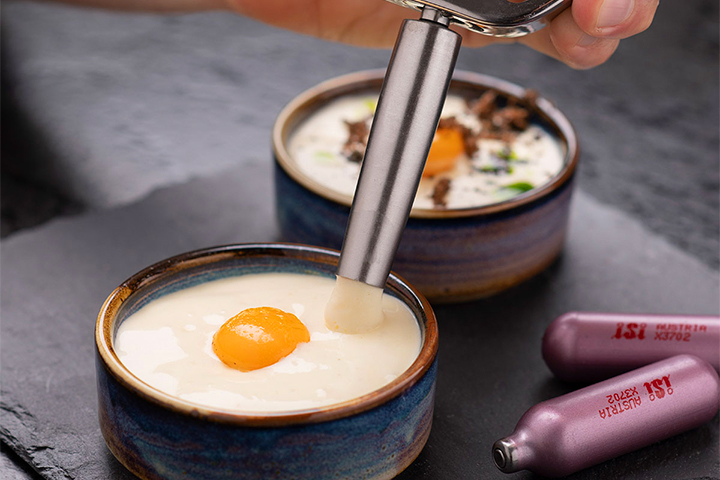 iSi AUSTRIA
X3702
iSi
AUSTRIA
X3702